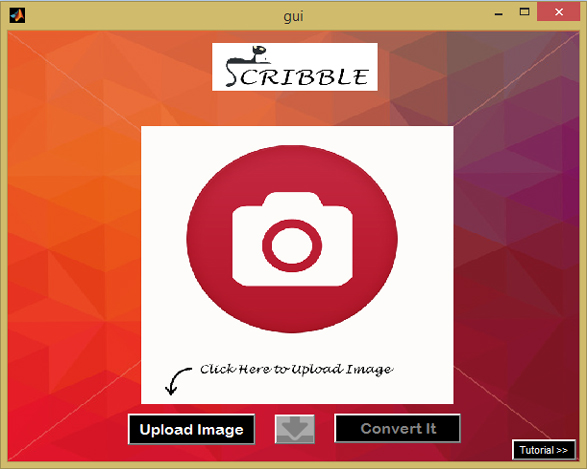 gui
SCRIBBLE
Click Here to Upload Image
Upload Image
Convert It
Tutorial >>